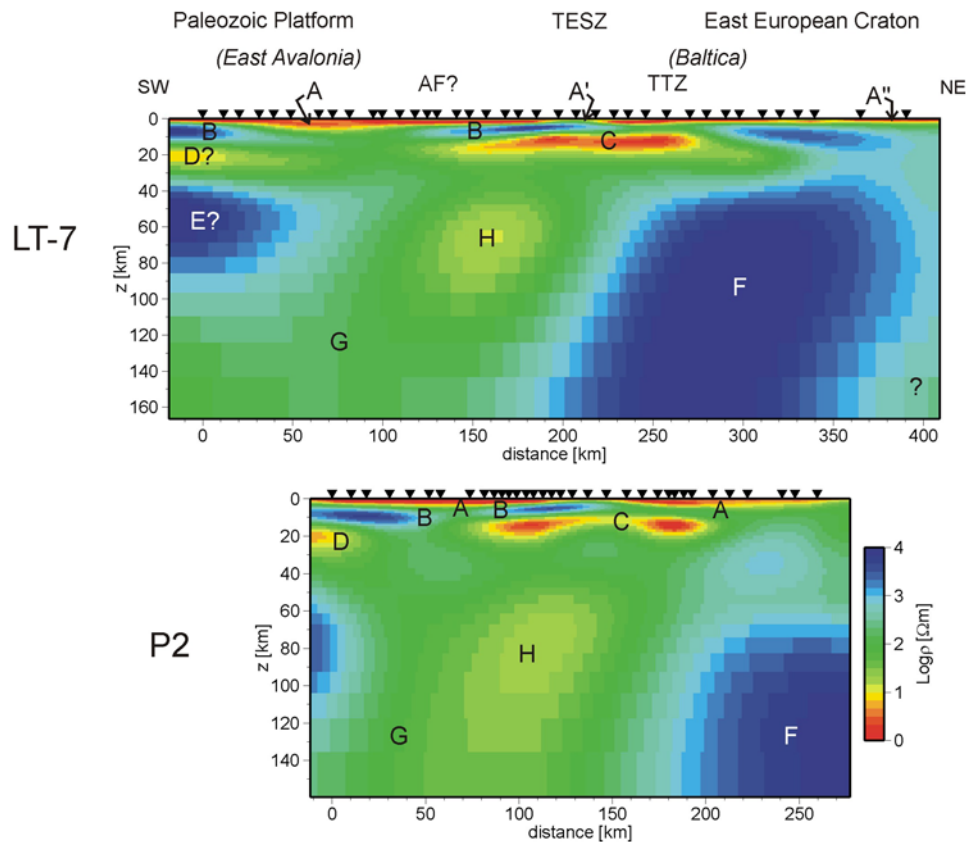 Paleozoic Platform TESZ East European Craton
(East Avalonia) (Baltica)
SW A AF? A' TTZ A'' NE
LT-7
z [km]
0
20
40
60
80
100
120
140
160
B B C
D?
E? H
F
G
?
0 50 100 150 200 250 300 350 400
distance [km]
P2
z [km]
0
20
40
60
80
100
120
140
A B A
B C
D
H
G F
0 50 100 150 200 250
distance [km]
4
3
2
1
0
Logρ [Ωm]